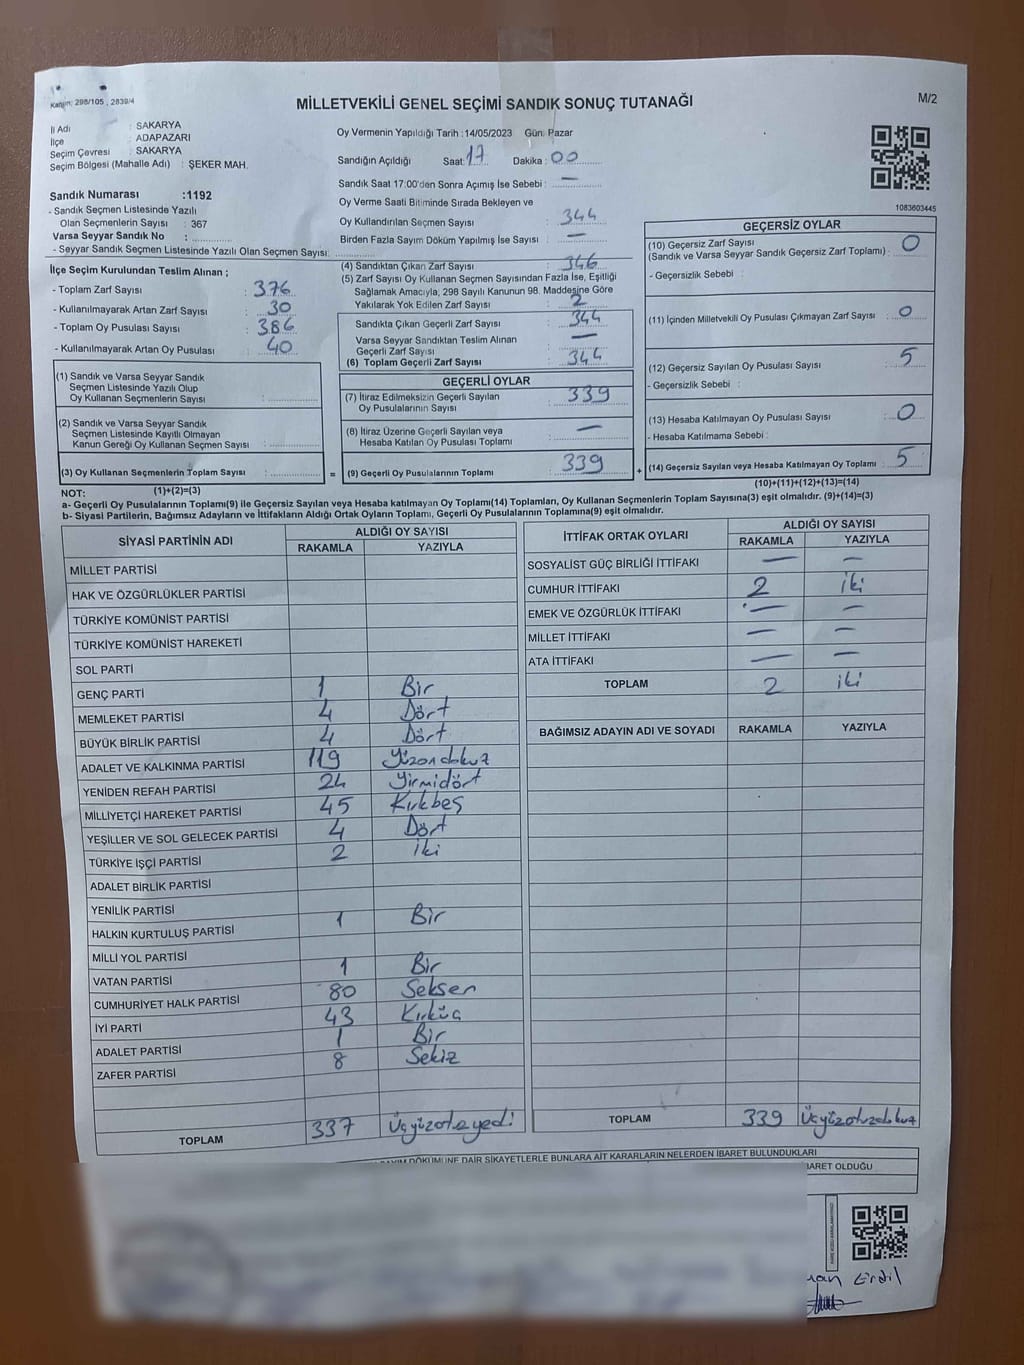 Kanun: 298/105 , 2839/4
MİLLETVEKİLİ GENEL SEÇİMİ SANDIK SONUÇ TUTANAĞI
M/2
İl Adı : SAKARYA
İlçe : ADAPAZARI
Seçim Çevresi : SAKARYA
Seçim Bölgesi (Mahalle Adı) : ŞEKER MAH.
Oy Vermenin Yapıldığı Tarih :14/05/2023 Gün: Pazar
Sandığın Açıldığı Saat: 17 Dakika : 00
Sandık Saat 17:00'den Sonra Açımış İse Sebebi : —
Oy Verme Saati Bitiminde Sırada Bekleyen ve
Oy Kullandırılan Seçmen Sayısı : 344
Birden Fazla Sayım Döküm Yapılmış İse Sayısı : —
Sandık Numarası :1192
- Sandık Seçmen Listesinde Yazılı
Olan Seçmenlerin Sayısı : 367
Varsa Seyyar Sandık No :
- Seyyar Sandık Seçmen Listesinde Yazılı Olan Seçmen Sayısı:
1083603445
İlçe Seçim Kurulundan Teslim Alınan ;
- Toplam Zarf Sayısı : 376
- Kullanılmayarak Artan Zarf Sayısı : 30
- Toplam Oy Pusulası Sayısı : 386
- Kullanılmayarak Artan Oy Pusulası : 40
(4) Sandıktan Çıkan Zarf Sayısı : 346
(5) Zarf Sayısı Oy Kullanan Seçmen Sayısından Fazla İse, Eşitliği
Sağlamak Amacıyla, 298 Sayılı Kanunun 98. Maddesine Göre
Yakılarak Yok Edilen Zarf Sayısı : 2
Sandıkta Çıkan Geçerli Zarf Sayısı : 344
Varsa Seyyar Sandıktan Teslim Alınan
Geçerli Zarf Sayısı : —
(6) Toplam Geçerli Zarf Sayısı : 344
GEÇERSİZ OYLAR
(10) Geçersiz Zarf Sayısı
(Sandık ve Varsa Seyyar Sandık Geçersiz Zarf Toplamı) : 0
- Geçersizlik Sebebi :
(11) İçinden Milletvekili Oy Pusulası Çıkmayan Zarf Sayısı : 0
(12) Geçersiz Sayılan Oy Pusulası Sayısı : 5
- Geçersizlik Sebebi :
(13) Hesaba Katılmayan Oy Pusulası Sayısı : 0
- Hesaba Katılmama Sebebi :
(14) Geçersiz Sayılan veya Hesaba Katılmayan Oy Toplamı : 5
(10)+(11)+(12)+(13)=(14)
(1) Sandık ve Varsa Seyyar Sandık
Seçmen Listesinde Yazılı Olup
Oy Kullanan Seçmenlerin Sayısı :
(2) Sandık ve Varsa Seyyar Sandık
Seçmen Listesinde Kayıtlı Olmayan
Kanun Gereği Oy Kullanan Seçmen Sayısı :
(3) Oy Kullanan Seçmenlerin Toplam Sayısı : =
(1)+(2)=(3)
GEÇERLİ OYLAR
(7) İtiraz Edilmeksizin Geçerli Sayılan
Oy Pusulalarının Sayısı : 339
(8) İtiraz Üzerine Geçerli Sayılan veya
Hesaba Katılan Oy Pusulası Toplamı : —
(9) Geçerli Oy Pusulalarının Toplamı : 339 +
NOT:
a- Geçerli Oy Pusulalarının Toplamı(9) ile Geçersiz Sayılan veya Hesaba katılmayan Oy Toplamı(14) Toplamları, Oy Kullanan Seçmenlerin Toplam Sayısına(3) eşit olmalıdır. (9)+(14)=(3)
b- Siyasi Partilerin, Bağımsız Adayların ve İttifakların Aldığı Ortak Oyların Toplamı, Geçerli Oy Pusulalarının Toplamına(9) eşit olmalıdır.
SİYASİ PARTİNİN ADI ALDIĞI OY SAYISI
RAKAMLA YAZIYLA
MİLLET PARTİSİ
HAK VE ÖZGÜRLÜKLER PARTİSİ
TÜRKİYE KOMÜNİST PARTİSİ
TÜRKİYE KOMÜNİST HAREKETİ
SOL PARTİ
GENÇ PARTİ 1 Bir
MEMLEKET PARTİSİ 4 Dört
BÜYÜK BİRLİK PARTİSİ 4 Dört
ADALET VE KALKINMA PARTİSİ 119 Yüzondokuz
YENİDEN REFAH PARTİSİ 24 Yirmidört
MİLLİYETÇİ HAREKET PARTİSİ 45 Kırkbeş
YEŞİLLER VE SOL GELECEK PARTİSİ 4 Dört
TÜRKİYE İŞÇİ PARTİSİ 2 İki
ADALET BİRLİK PARTİSİ
YENİLİK PARTİSİ
HALKIN KURTULUŞ PARTİSİ 1 Bir
MİLLİ YOL PARTİSİ
VATAN PARTİSİ 1 Bir
CUMHURİYET HALK PARTİSİ 80 Seksen
İYİ PARTİ 43 Kırküç
ADALET PARTİSİ 1 Bir
ZAFER PARTİSİ 8 Sekiz
TOPLAM 337 Üçyüzotuzyedi
İTTİFAK ORTAK OYLARI ALDIĞI OY SAYISI
RAKAMLA YAZIYLA
SOSYALİST GÜÇ BİRLİĞİ İTTİFAKI — —
CUMHUR İTTİFAKI 2 iki
EMEK VE ÖZGÜRLÜK İTTİFAKI — —
MİLLET İTTİFAKI — —
ATA İTTİFAKI — —
TOPLAM 2 iki
BAĞIMSIZ ADAYIN ADI VE SOYADI RAKAMLA YAZIYLA
TOPLAM 339 Üçyüzotuzdokuz
DÖKÜMÜNE DAİR ŞİKAYETLERLE BUNLARA AİT KARARLARIN NELERDEN İBARET BULUNDUKLARI
İBARET OLDUĞU
Erdil